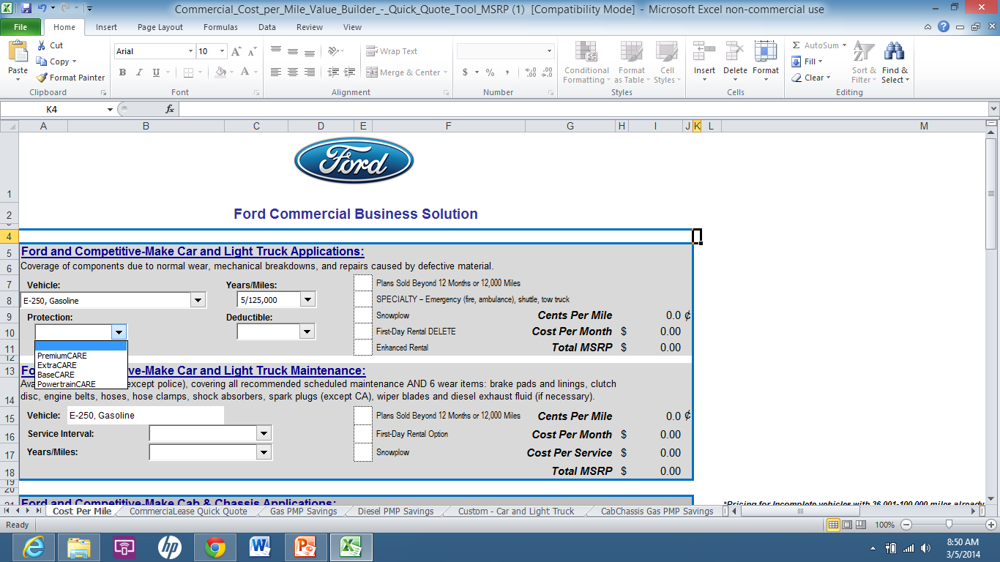 Commercial_Cost_per_Mile_Value_Builder_-_Quick_Quote_Tool_MSRP (1) [Compatibility Mode] - Microsoft Excel non-commercial use
File Home Insert Page Layout Formulas Data Review View
Paste
Cut
Copy
Format Painter
Clipboard
Arial 10
B I U
Font
Wrap Text
Merge & Center
Alignment
$ % ,
Number
Conditional Formatting
Format as Table
Cell Styles
Styles
Insert Delete Format
Cells
AutoSum
Fill
Clear
Sort & Filter
Find & Select
Editing
K4 fx
A B C D E F G H I J K L M
Ford
1
2 Ford Commercial Business Solution
4
5 Ford and Competitive-Make Car and Light Truck Applications:
6 Coverage of components due to normal wear, mechanical breakdowns, and repairs caused by defective material.
7 Vehicle: Years/Miles: Plans Sold Beyond 12 Months or 12,000 Miles
8 E-250, Gasoline 5/125,000 SPECIALTY – Emergency (fire, ambulance), shuttle, tow truck
9 Protection: Deductible: Snowplow Cents Per Mile 0.0 ¢
10 First-Day Rental DELETE Cost Per Month $ 0.00
11 Enhanced Rental Total MSRP $ 0.00
PremiumCARE
ExtraCARE
BaseCARE
PowertrainCARE
12
13 Fo ve-Make Car and Light Truck Maintenance:
Ava except police), covering all recommended scheduled maintenance AND 6 wear items: brake pads and linings, clutch
14 disc, engine belts, hoses, hose clamps, shock absorbers, spark plugs (except CA), wiper blades and diesel exhaust fluid (if necessary).
15 Vehicle: E-250, Gasoline Plans Sold Beyond 12 Months or 12,000 Miles Cents Per Mile 0.0 ¢
16 Service Interval: First-Day Rental Option Cost Per Month $ 0.00
17 Years/Miles: Snowplow Cost Per Service $ 0.00
18 Total MSRP $ 0.00
19
20
21 Ford and Competitive-Make Cab & Chassis Applications:
*Pricing for Incomplete vehicles with 36,001-100,000 miles already
Cost Per Mile CommerciaLease Quick Quote Gas PMP Savings Diesel PMP Savings Custom - Car and Light Truck CabChassis Gas PMP Savings
Ready 100%
hp
8:50 AM
3/5/2014